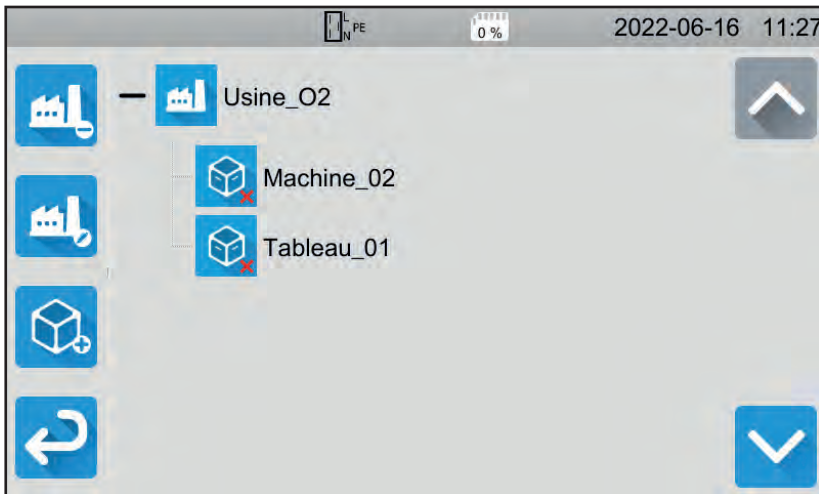 L
N PE
0 %
2022-06-16 11:27
Usine_O2
Machine_02
Tableau_01